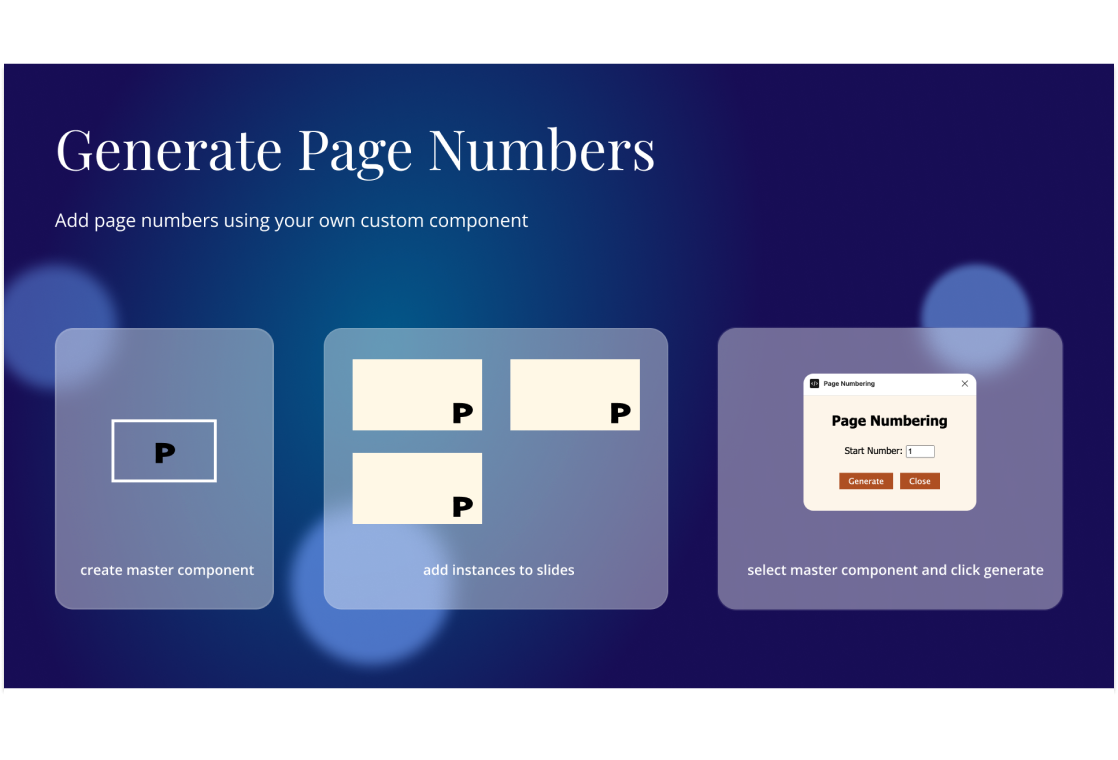 Generate Page Numbers
Add page numbers using your own custom component
P
create master component
P
P
P
add instances to slides
</> Page Numbering
Page Numbering
Start Number: 1
Generate Close
select master component and click generate